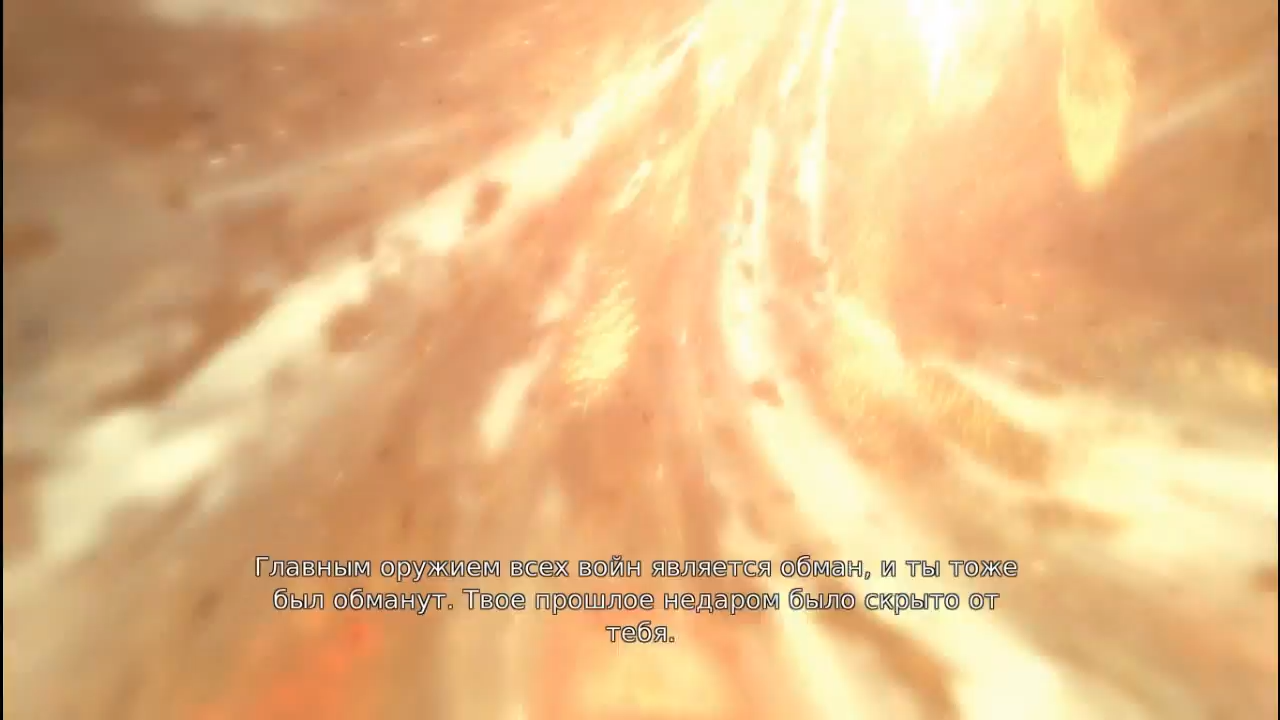 Главным оружием всех войн является обман, и ты тоже
был обманут. Твое прошлое недаром было скрыто от
тебя.